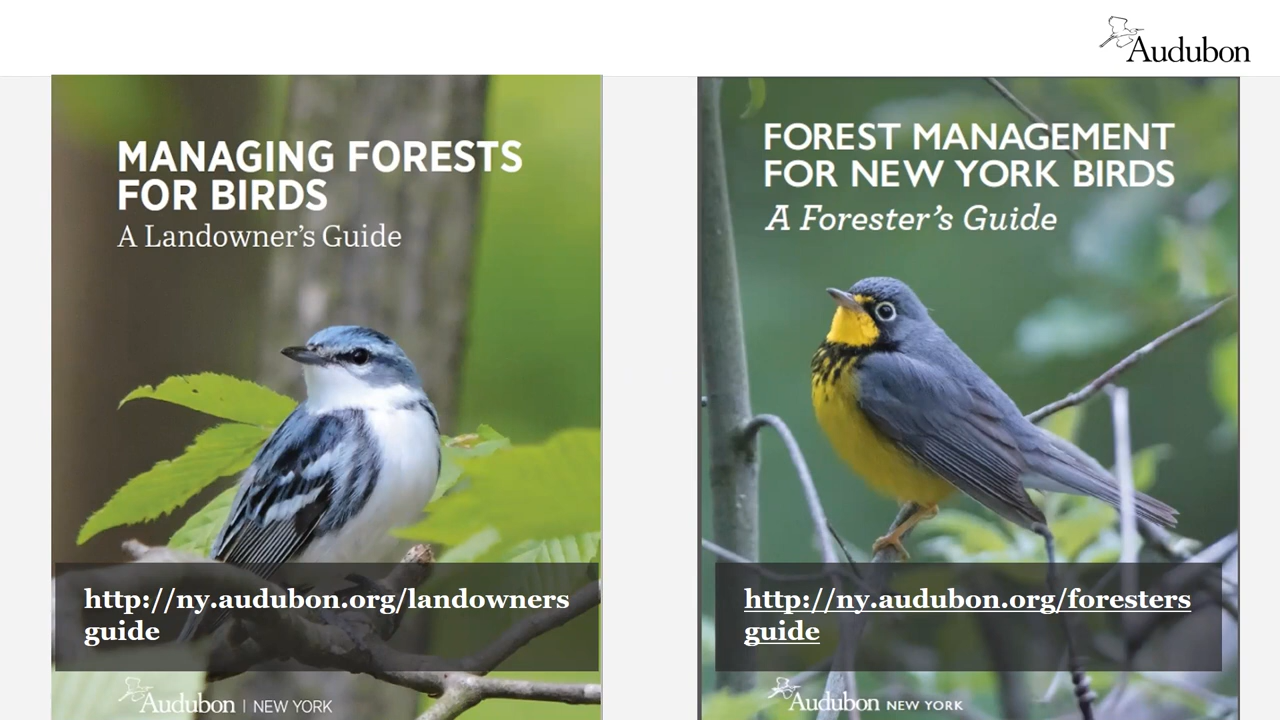 Audubon
MANAGING FORESTS
FOR BIRDS
A Landowner's Guide
http://ny.audubon.org/landowners
guide
Audubon | NEW YORK
FOREST MANAGEMENT
FOR NEW YORK BIRDS
A Forester's Guide
http://ny.audubon.org/foresters
guide
Audubon NEW YORK